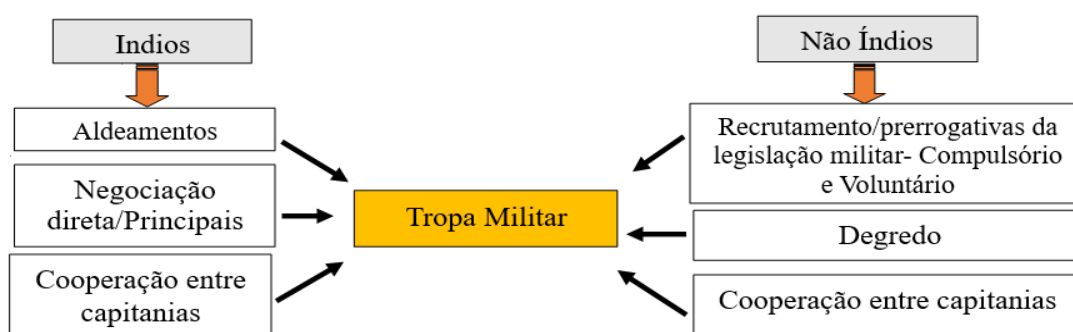 Indios
Aldeamentos
Negociação
direta/Principais
Cooperação entre
capitanias
Tropa Militar
Não Índios
Recrutamento/prerrogativas da
legislação militar- Compulsório
e Voluntário
Degredo
Cooperação entre capitanias